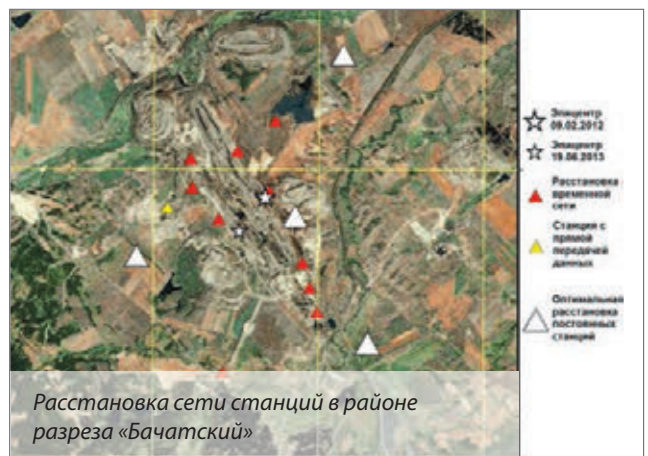 Эпицентр
09.02.2012
Эпицентр
19.06.2013
Расстановка
временной
сети
Станция с
прямой
передачей
данных
Оптимальная
расстановка
постоянных
станций
Расстановка сети станций в районе
разреза «Бачатский»